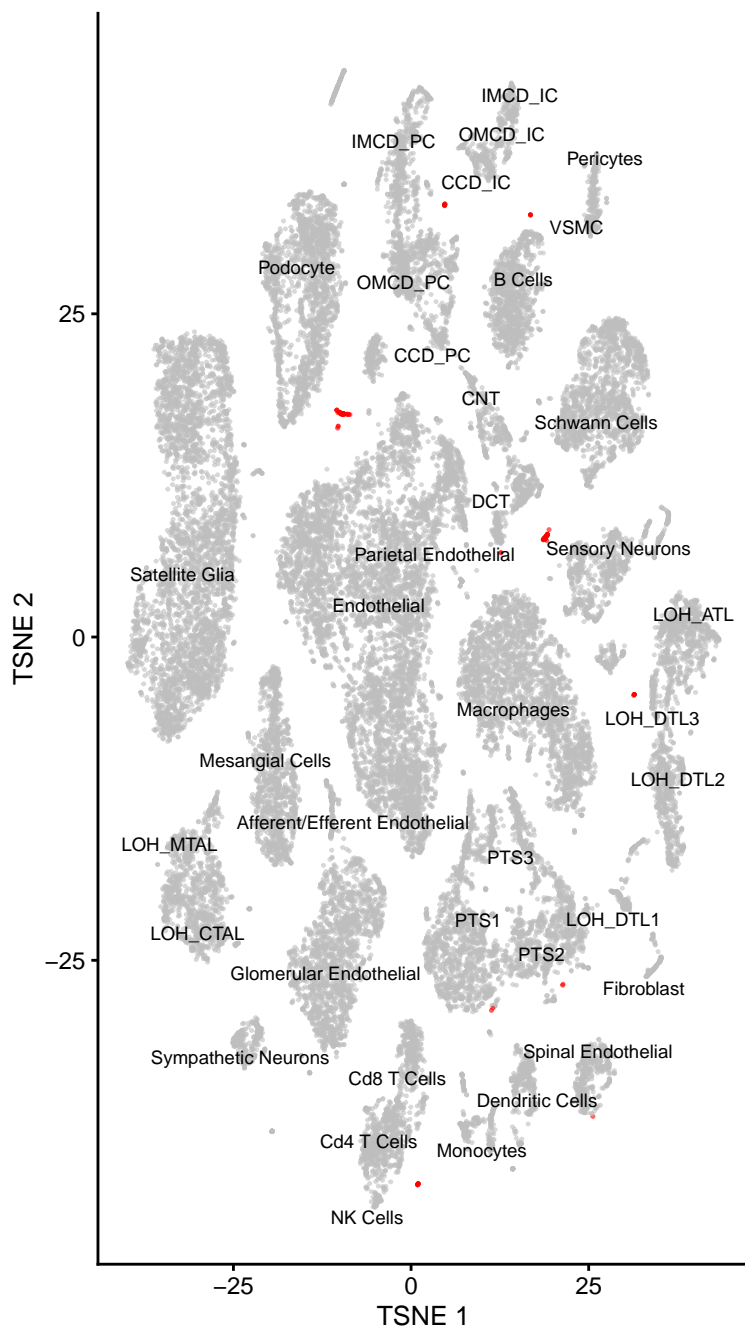 IMCD_IC
OMCD_IC
IMCD_PC
Pericytes
CCD_IC
VSMC
Podocyte
OMCD_PC
B Cells
25
CCD_PC
CNT
Schwann Cells
DCT
Parietal Endothelial
Sensory Neurons
Satellite Glia
Endothelial
LOH_ATL
0
TSNE 2
Macrophages
LOH_DTL3
Mesangial Cells
LOH_DTL2
Afferent/Efferent Endothelial
LOH_MTAL
PTS3
PTS1
LOH_DTL1
LOH_CTAL
PTS2
−25
Glomerular Endothelial
Fibroblast
Sympathetic Neurons
Spinal Endothelial
Cd8 T Cells
Dendritic Cells
Cd4 T Cells
Monocytes
NK Cells
−25
0
25
TSNE 1